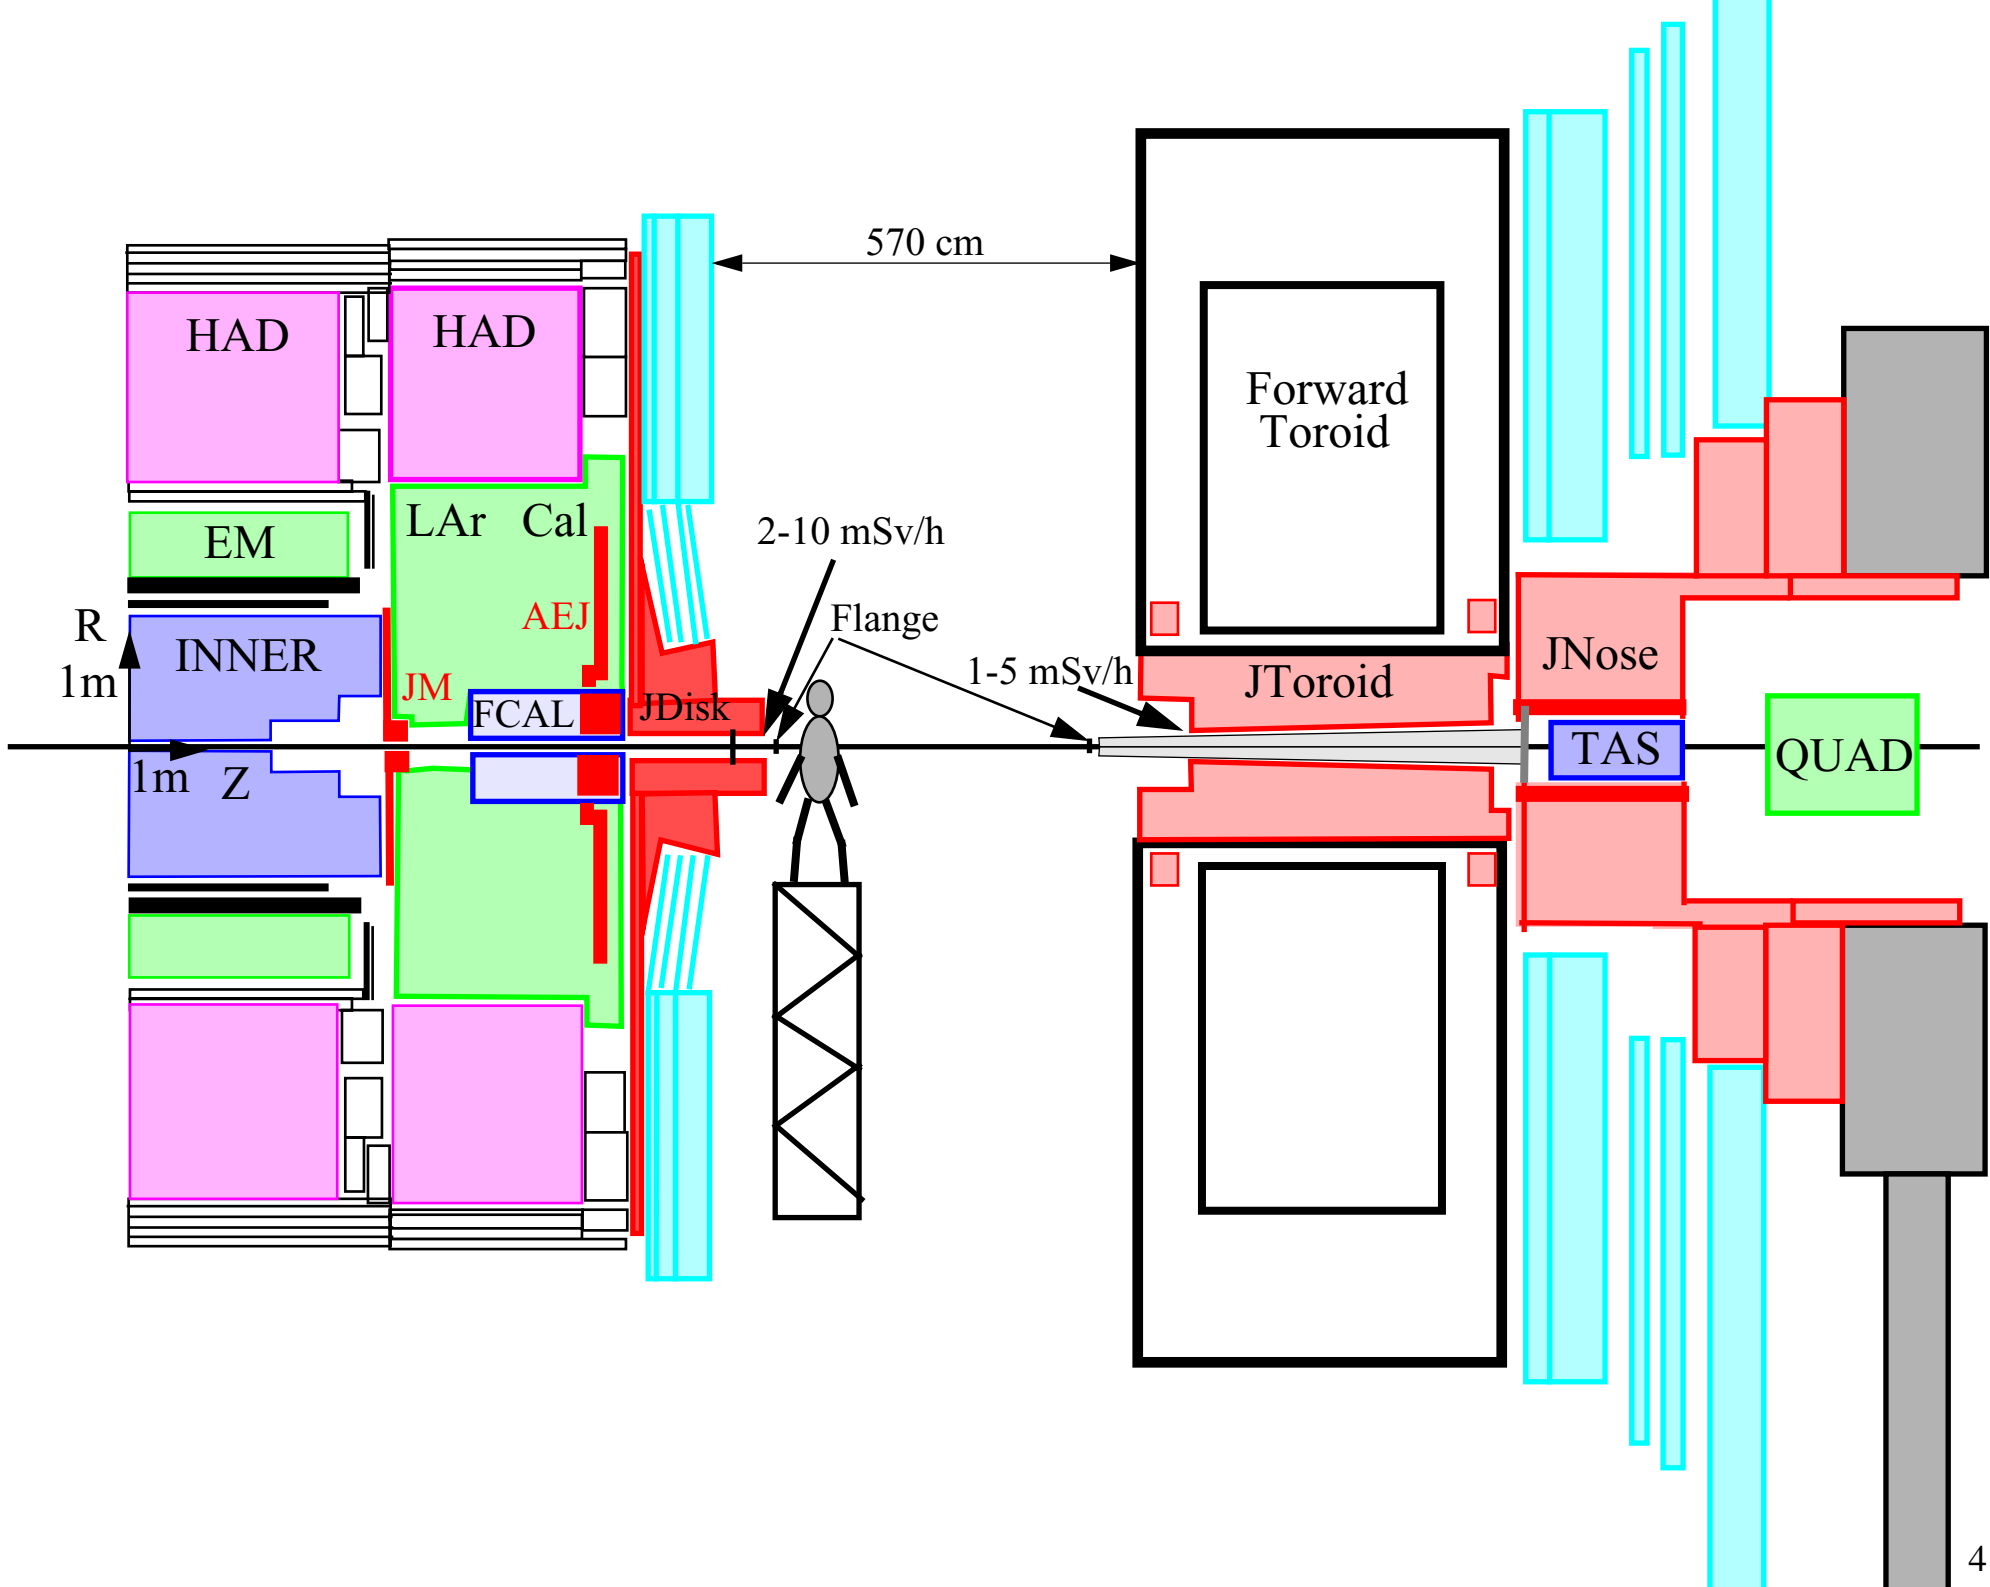 570 cm
HAD
HAD
Forward
Toroid
LAr Cal
2-10 mSv/h
EM
AEJ
Flange
R
INNER
1-5 mSv/h
JNose
1m
JM
JToroid
FCAL
JDisk
TAS
QUAD
1m
Z
4